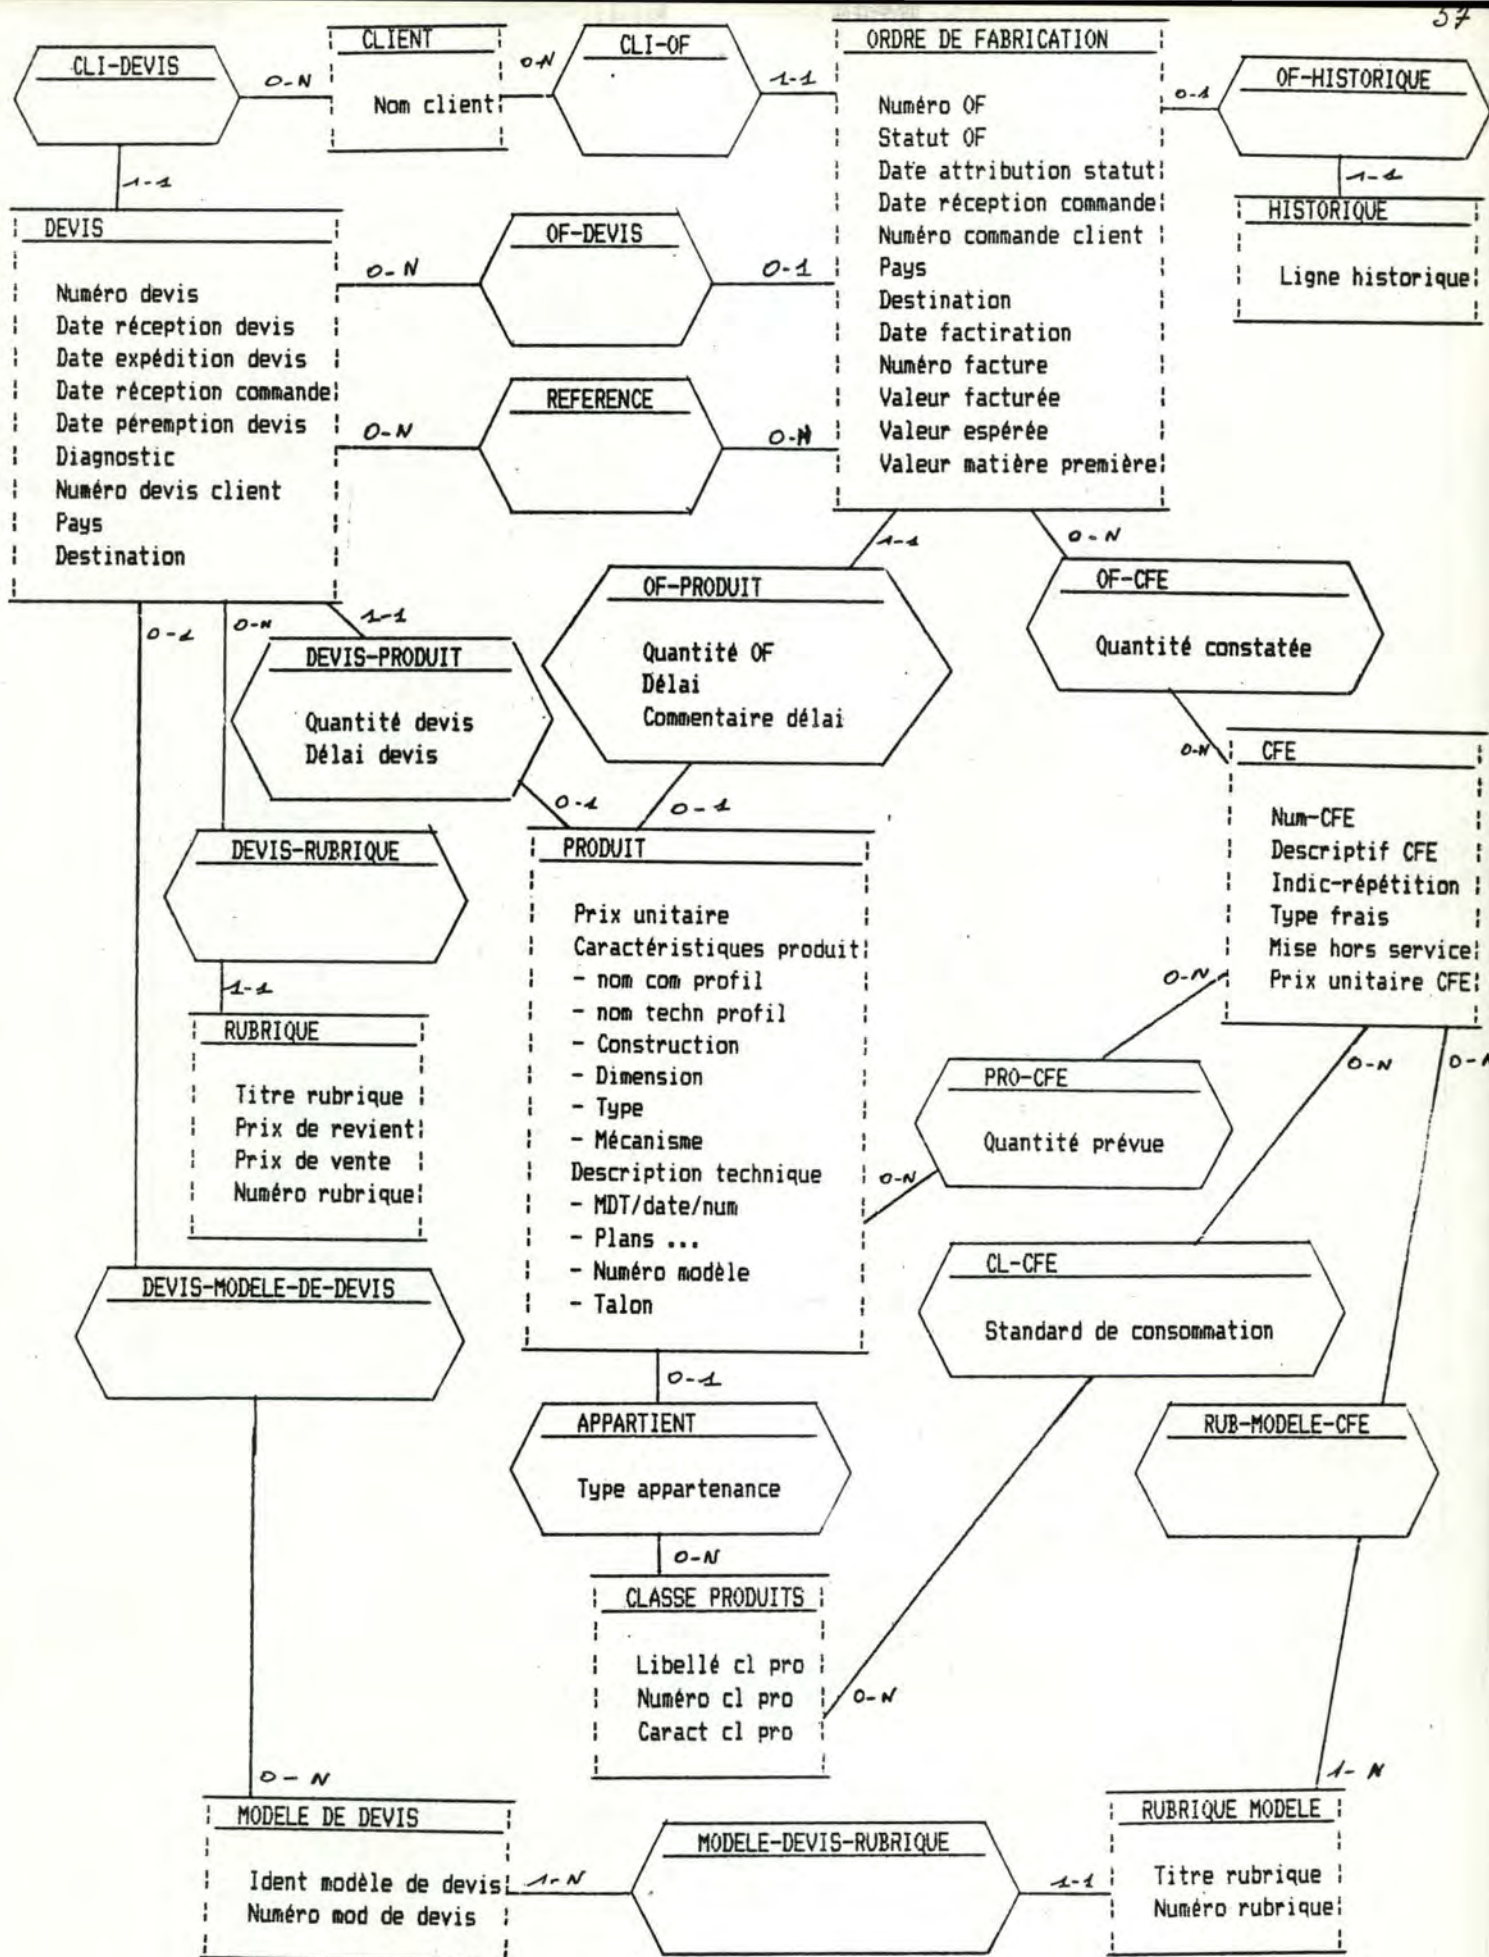 57
CLI-DEVIS
0-N
CLIENT
Nom client
0-N
CLI-OF
1-1
ORDRE DE FABRICATION
Numéro OF
Statut OF
Date attribution statut
Date réception commande
Numéro commande client
Pays
Destination
Date factiration
Numéro facture
Valeur facturée
Valeur espérée
Valeur matière première
0-1
OF-HISTORIQUE
1-1
HISTORIQUE
Ligne historique
1-1
DEVIS
Numéro devis
Date réception devis
Date expédition devis
Date réception commande
Date péremption devis
Diagnostic
Numéro devis client
Pays
Destination
0-N
OF-DEVIS
0-1
0-N
REFERENCE
0-N
0-1
0-N
1-1
DEVIS-PRODUIT
Quantité devis
Délai devis
0-1
1-1
OF-PRODUIT
Quantité OF
Délai
Commentaire délai
0-1
0-N
OF-CFE
Quantité constatée
0-N
CFE
Num-CFE
Descriptif CFE
Indic-répétition
Type frais
Mise hors service
Prix unitaire CFE
DEVIS-RUBRIQUE
1-1
RUBRIQUE
Titre rubrique
Prix de revient
Prix de vente
Numéro rubrique
PRODUIT
Prix unitaire
Caractéristiques produit
- nom com profil
- nom techn profil
- Construction
- Dimension
- Type
- Mécanisme
Description technique
- MDT/date/num
- Plans ...
- Numéro modèle
- Talon
0-N
PRO-CFE
Quantité prévue
0-N
0-N
0-N
CL-CFE
Standard de consommation
DEVIS-MODELE-DE-DEVIS
0-1
APPARTIENT
Type appartenance
0-N
RUB-MODELE-CFE
CLASSE PRODUITS
Libellé cl pro
Numéro cl pro
Caract cl pro
0-N
0-N
MODELE DE DEVIS
Ident modèle de devis
Numéro mod de devis
1-N
MODELE-DEVIS-RUBRIQUE
1-1
1-N
RUBRIQUE MODELE
Titre rubrique
Numéro rubrique